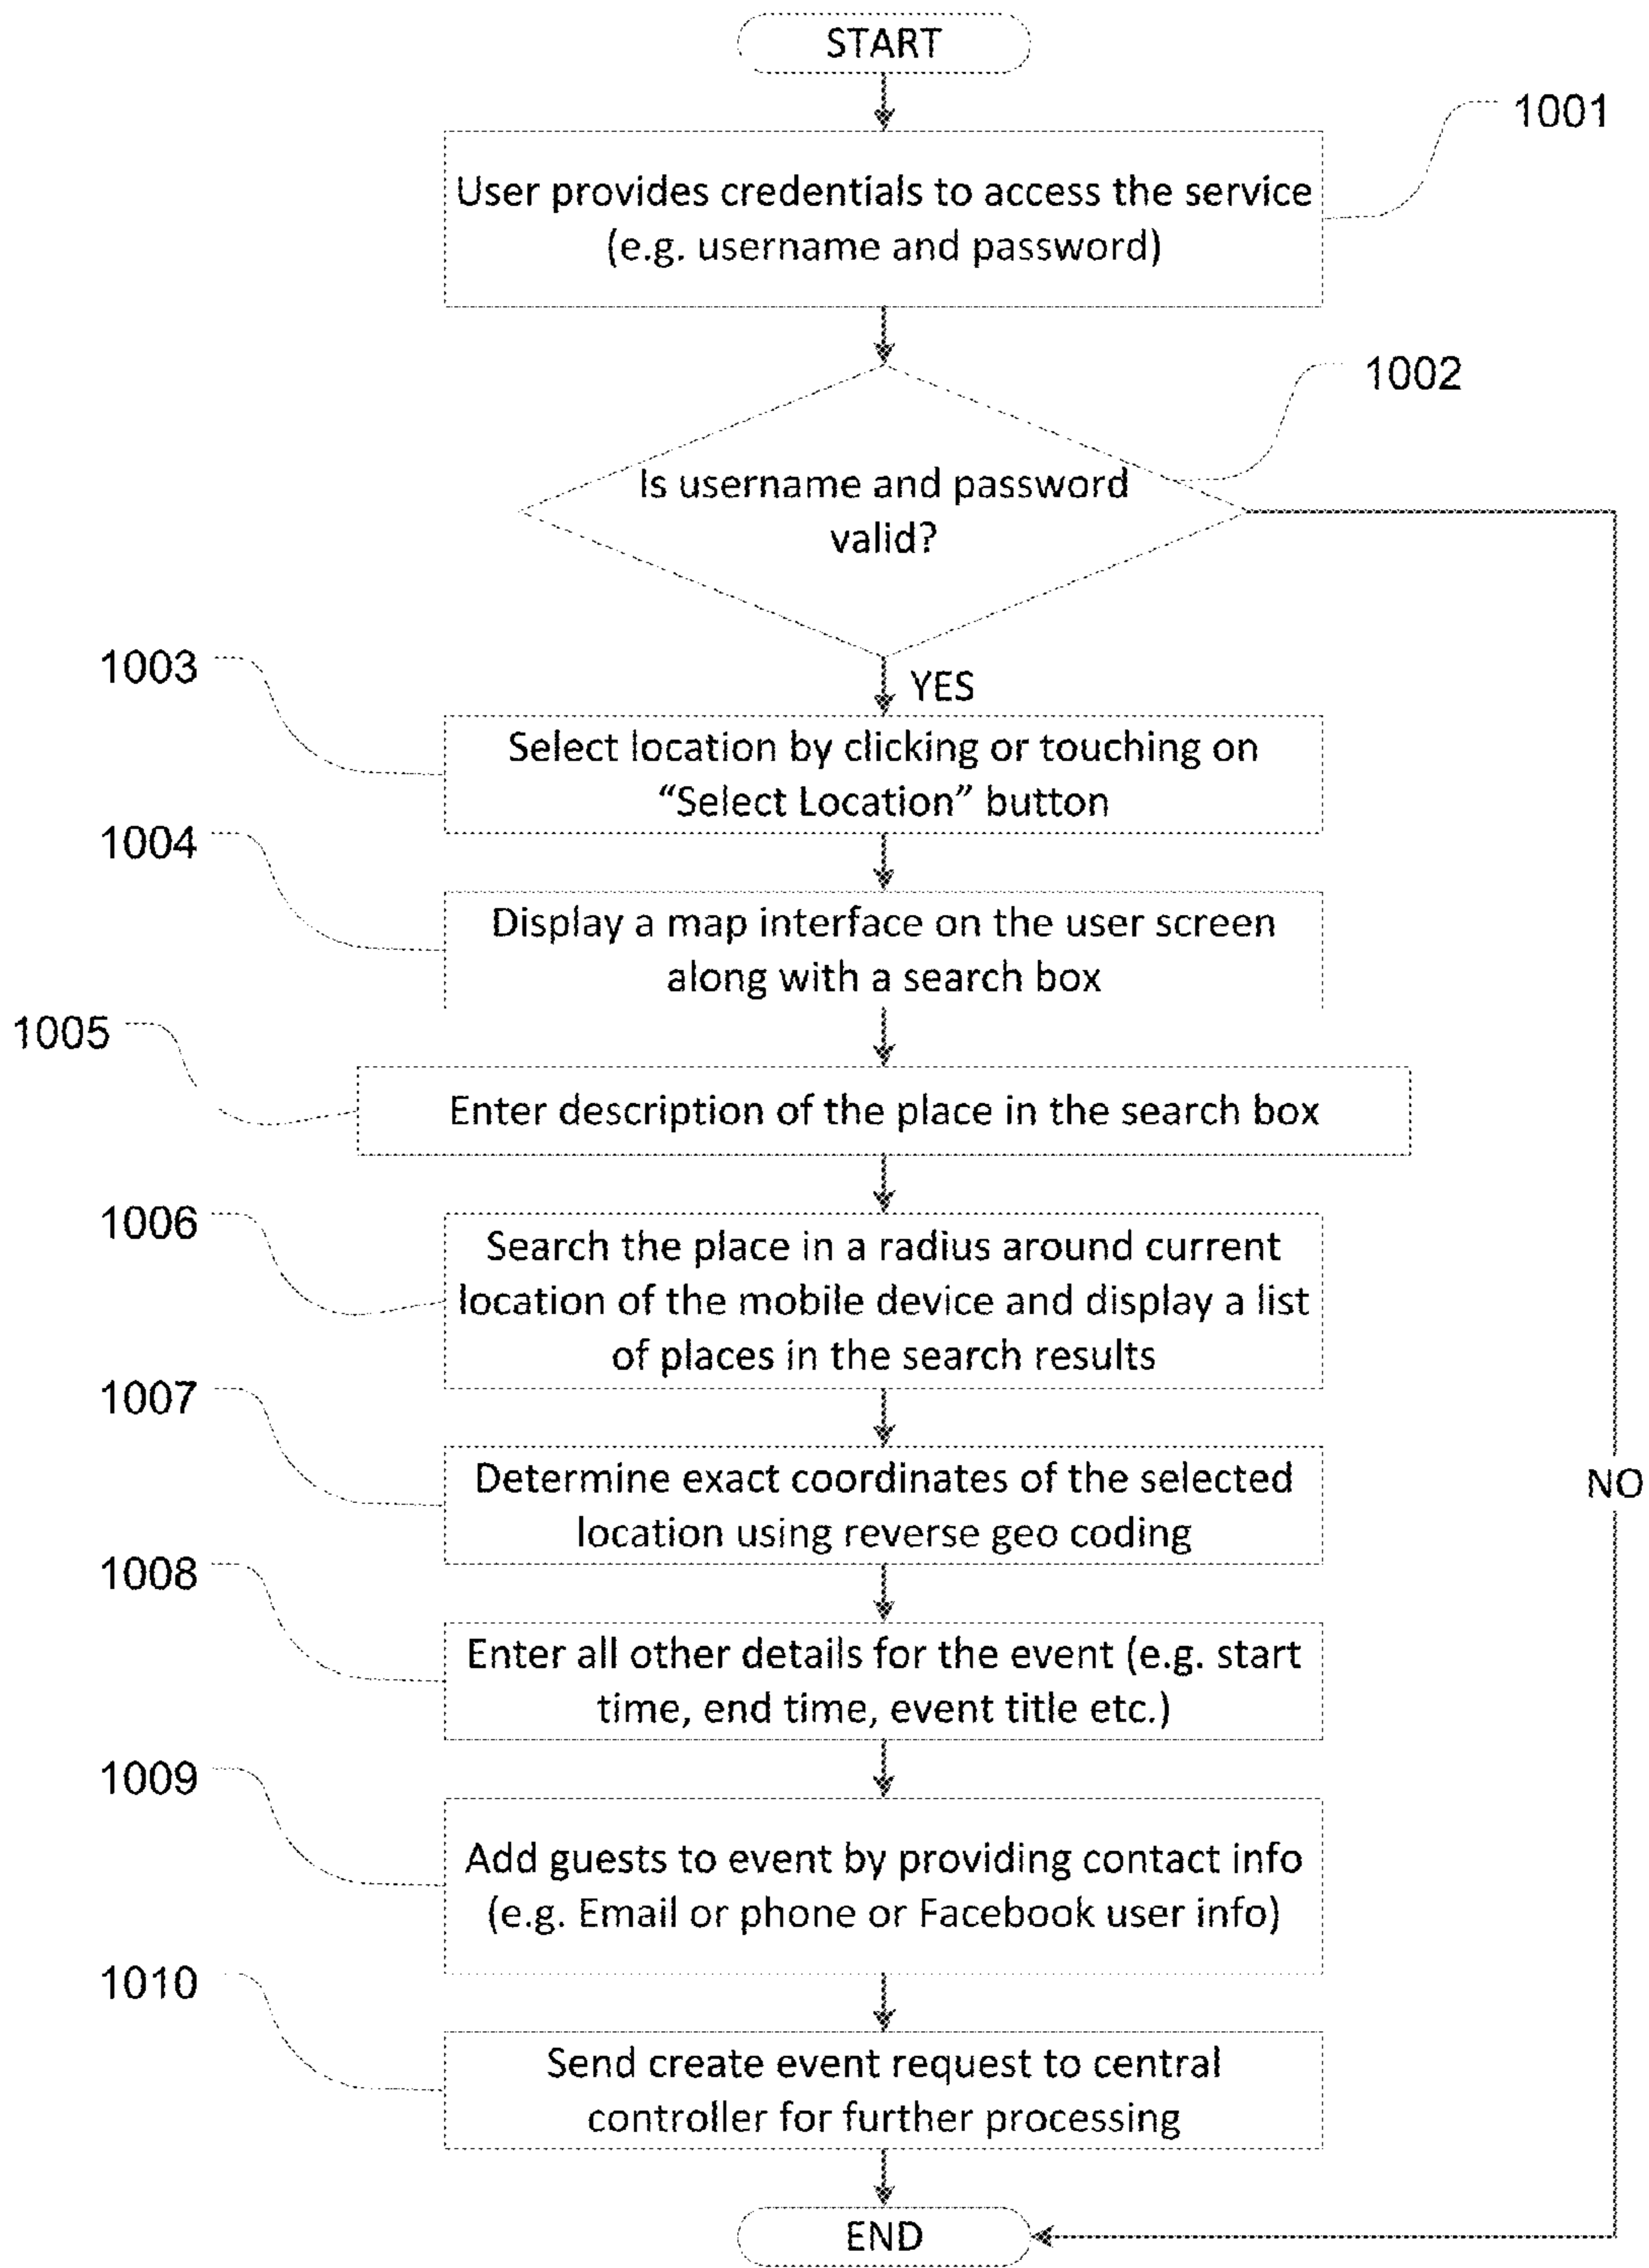 START
1001
User provides credentials to access the service
(e.g. username and password)
1002
Is username and password
valid?
1003
YES
Select location by clicking or touching on
“Select Location” button
1004
Display a map interface on the user screen
along with a search box
1005
Enter description of the place in the search box
1006
Search the place in a radius around current
location of the mobile device and display a list
of places in the search results
1007
Determine exact coordinates of the selected
location using reverse geo coding
NO
1008
Enter all other details for the event (e.g. start
time, end time, event title etc.)
1009
Add guests to event by providing contact info
(e.g. Email or phone or Facebook user info)
1010
Send create event request to central
controller for further processing
END